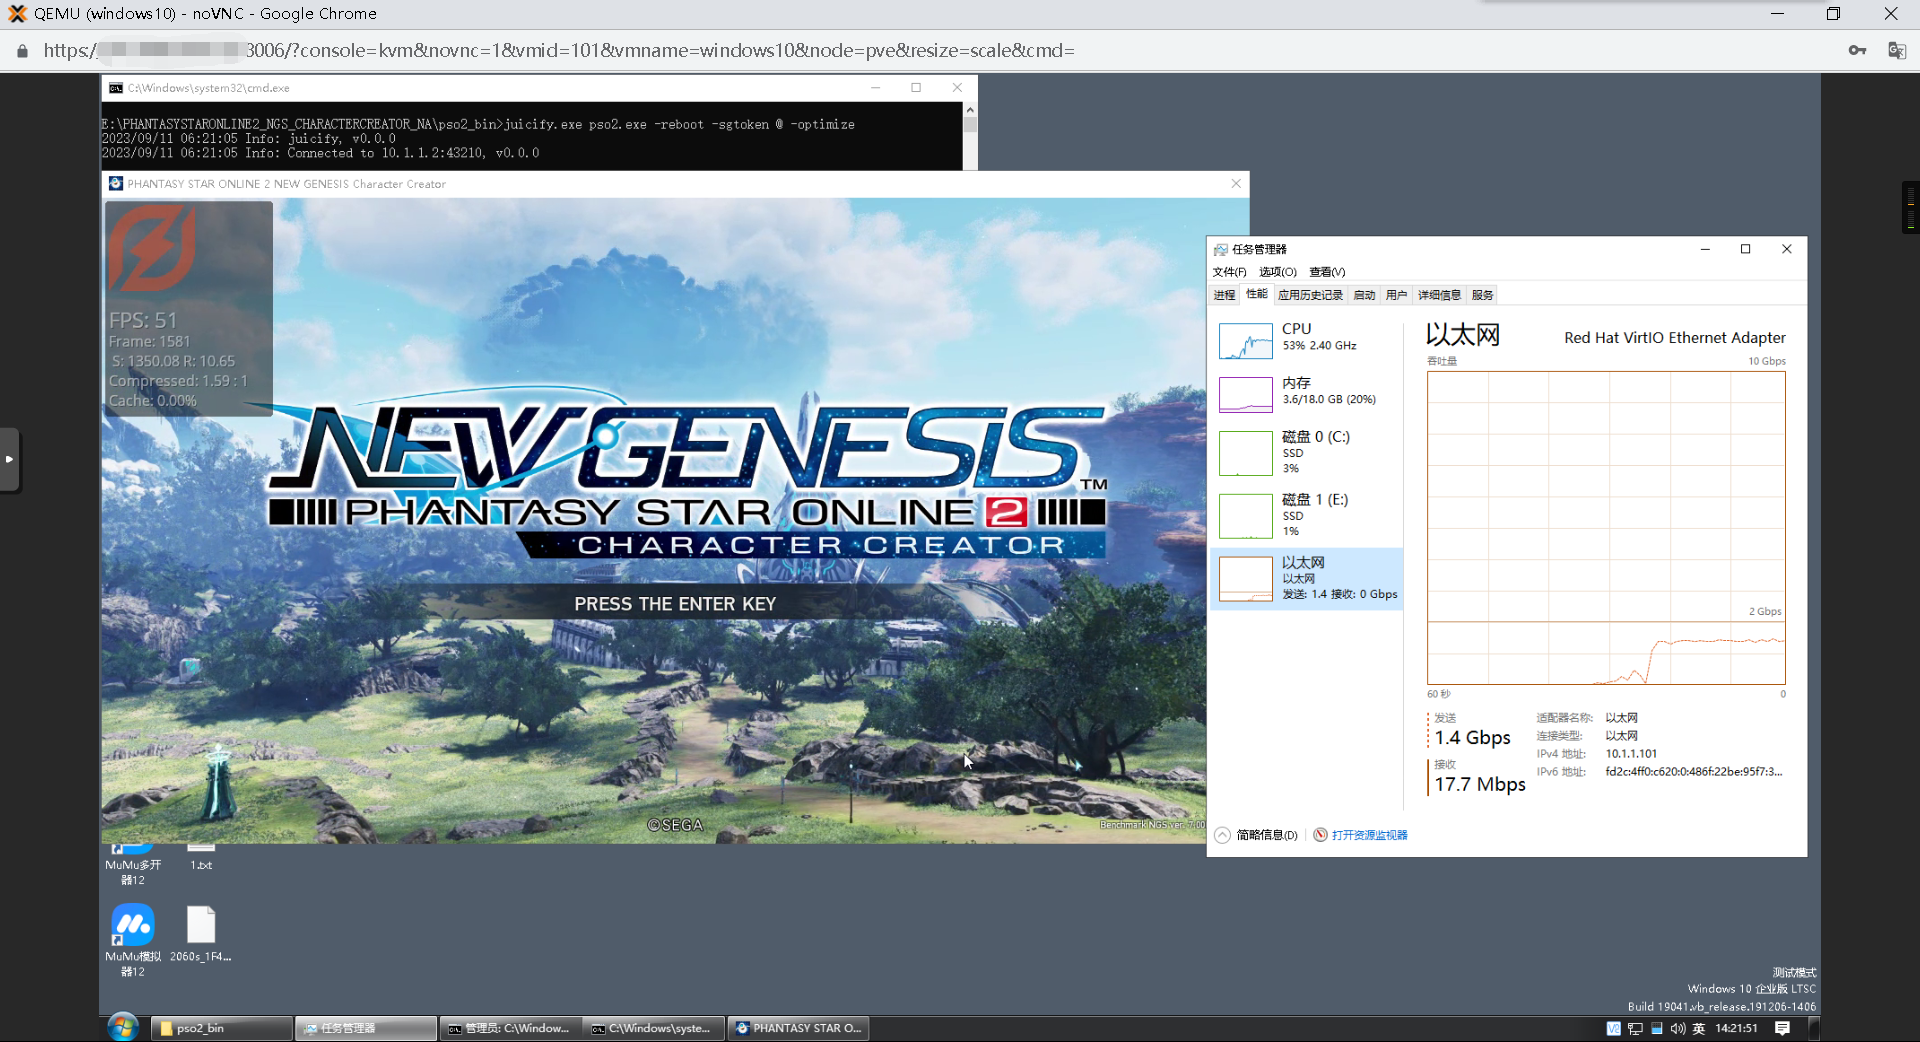 QEMU (windows10) - noVNC - Google Chrome
https:/
3006/?console=kvm&novnc=1&vmid=101&vmname=windows10&node=pve&resize=scale&cmd=
C:\Windows\system32\cmd.exe
E:\PHANTASYSTARONLINE2_NGS_CHARACTERCREATOR_NA\pso2_bin>juicify.exe pso2.exe -reboot -sgtoken @ -optimize
2023/09/11 06:21:05 Info: juicify, v0.0.0
2023/09/11 06:21:05 Info: Connected to 10.1.1.2:43210, v0.0.0
PHANTASY STAR ONLINE 2 NEW GENESIS Character Creator
FPS: 51
Frame: 1581
S: 1350.08 R: 10.65
Compressed: 1.59 : 1
Cache: 0.00%
NEW GENESIS
TM
PHANTASY STAR ONLINE 2
CHARACTER CREATOR
PRESS THE ENTER KEY
©SEGA
Benchmark NGS ver. 7.00
任务管理器
文件(F) 选项(O) 查看(V)
进程 性能 应用历史记录 启动 用户 详细信息 服务
CPU
53% 2.40 GHz
内存
3.6/18.0 GB (20%)
磁盘 0 (C:)
SSD
3%
磁盘 1 (E:)
SSD
1%
以太网
以太网
发送: 1.4 接收: 0 Gbps
以太网
Red Hat VirtIO Ethernet Adapter
吞吐量
10 Gbps
2 Gbps
60 秒
0
发送
1.4 Gbps
接收
17.7 Mbps
适配器名称: 以太网
连接类型: 以太网
IPv4 地址: 10.1.1.101
IPv6 地址: fd2c:4ff0:c620:0:486f:22be:95f7:3...
简略信息(D)
打开资源监视器
MuMu多开
器12
1.txt
MuMu模拟
器12
2060s_1F4...
测试模式
Windows 10 企业版 LTSC
Build 19041.vb_release.191206-1406
pso2_bin
任务管理器
管理员: C:\Window...
C:\Windows\syste...
PHANTASY STAR O...
英
14:21:51